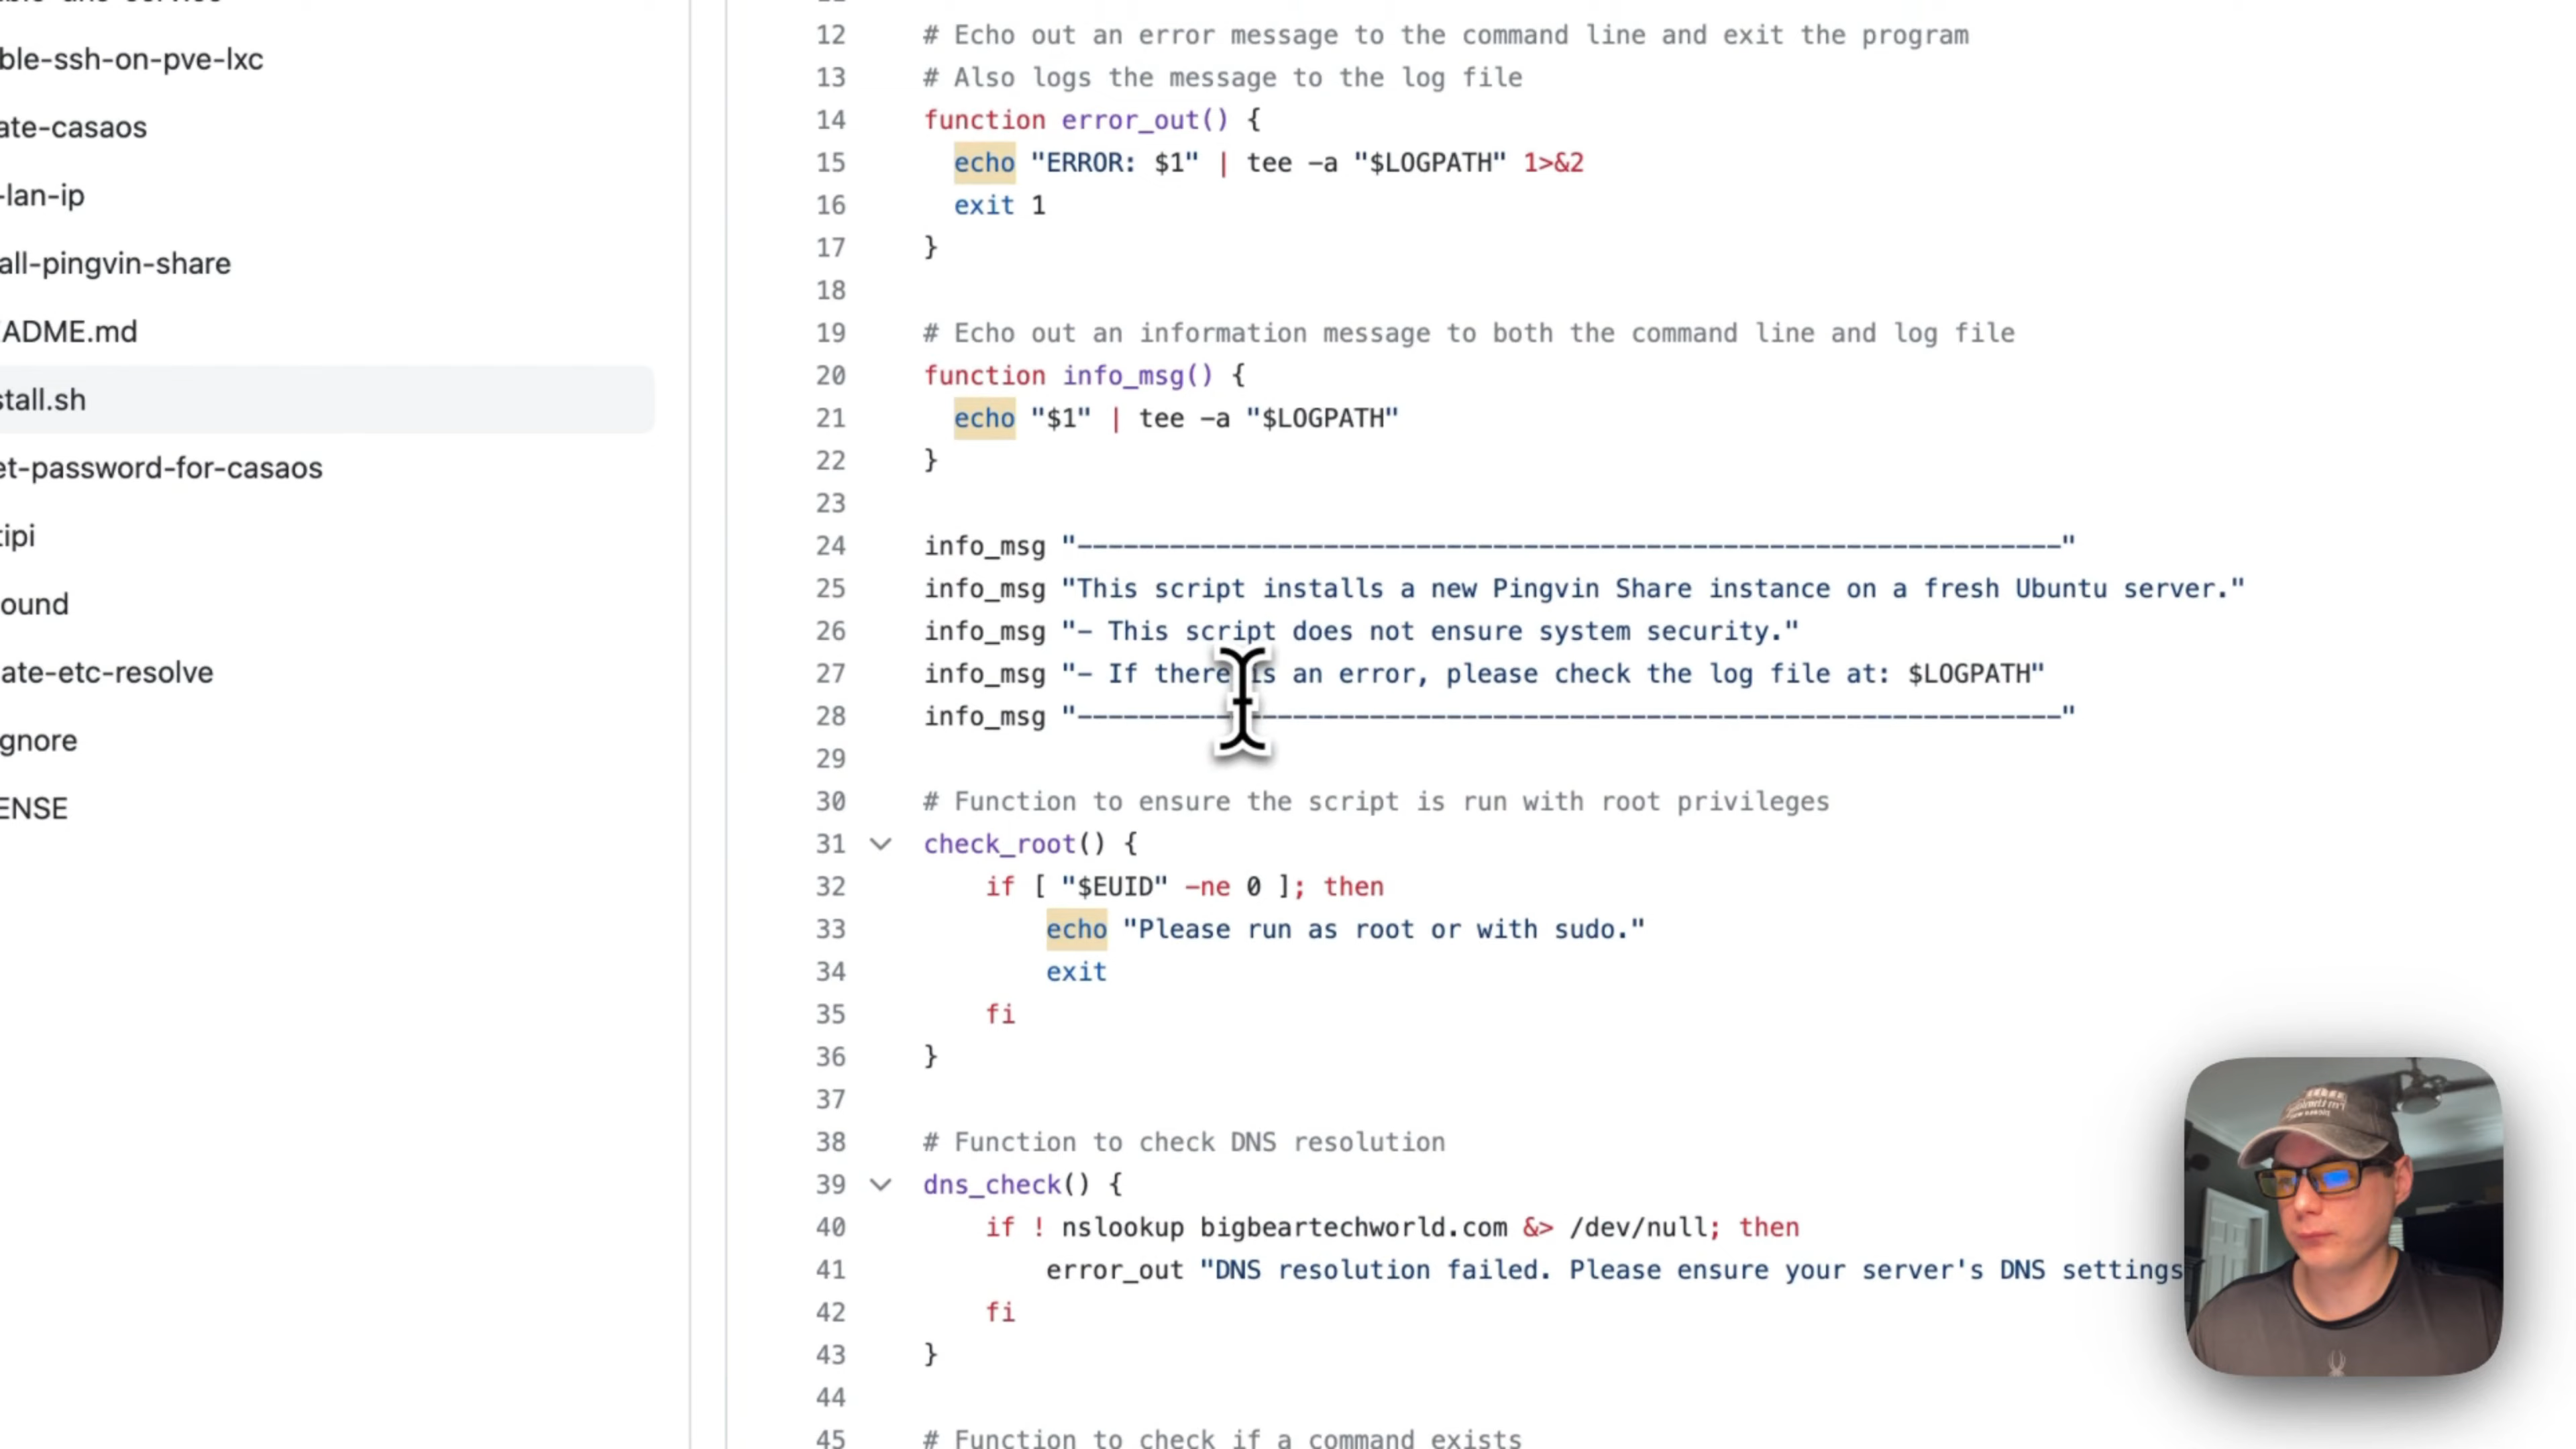 ble-ssh-on-pve-lxc
ate-casaos
-lan-ip
all-pingvin-share
ADME.md
stall.sh
et-password-for-casaos
tipi
ound
ate-etc-resolve
gnore
ENSE
12 # Echo out an error message to the command line and exit the program
13 # Also logs the message to the log file
14 function error_out() {
15 echo "ERROR: $1" | tee -a "$LOGPATH" 1>&2
16 exit 1
17 }
18
19 # Echo out an information message to both the command line and log file
20 function info_msg() {
21 echo "$1" | tee -a "$LOGPATH"
22 }
23
24 info_msg "----------------------------------------------------------------"
25 info_msg "This script installs a new Pingvin Share instance on a fresh Ubuntu server."
26 info_msg "- This script does not ensure system security."
27 info_msg "- If there is an error, please check the log file at: $LOGPATH"
28 info_msg "----------------------------------------------------------------"
29
30 # Function to ensure the script is run with root privileges
31 check_root() {
32 if [ "$EUID" -ne 0 ]; then
33 echo "Please run as root or with sudo."
34 exit
35 fi
36 }
37
38 # Function to check DNS resolution
39 dns_check() {
40 if ! nslookup bigbeartechworld.com &> /dev/null; then
41 error_out "DNS resolution failed. Please ensure your server's DNS settings
42 fi
43 }
44
45 # Function to check if a command exists